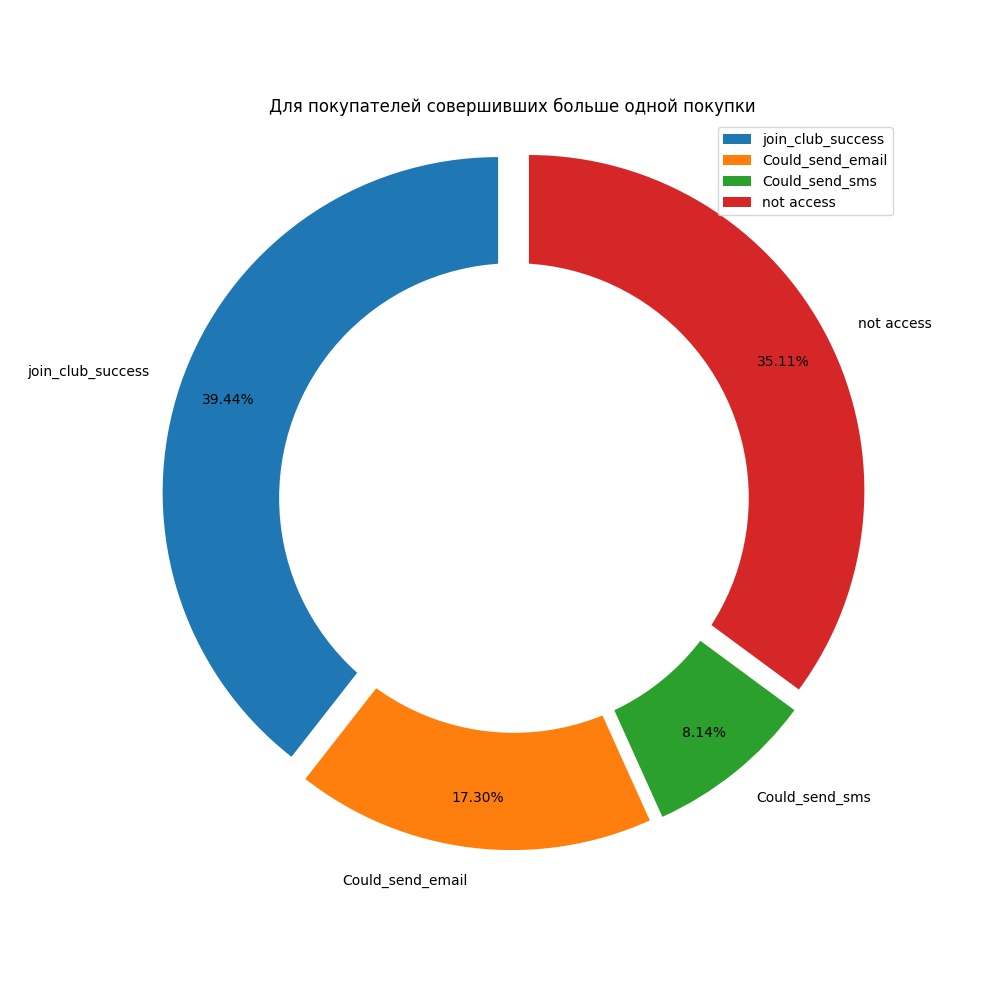 Для покупателей совершивших больше одной покупки
join_club_success
Could_send_email
Could_send_sms
not access
not access
35.11%
join_club_success
39.44%
8.14%
Could_send_sms
17.30%
Could_send_email